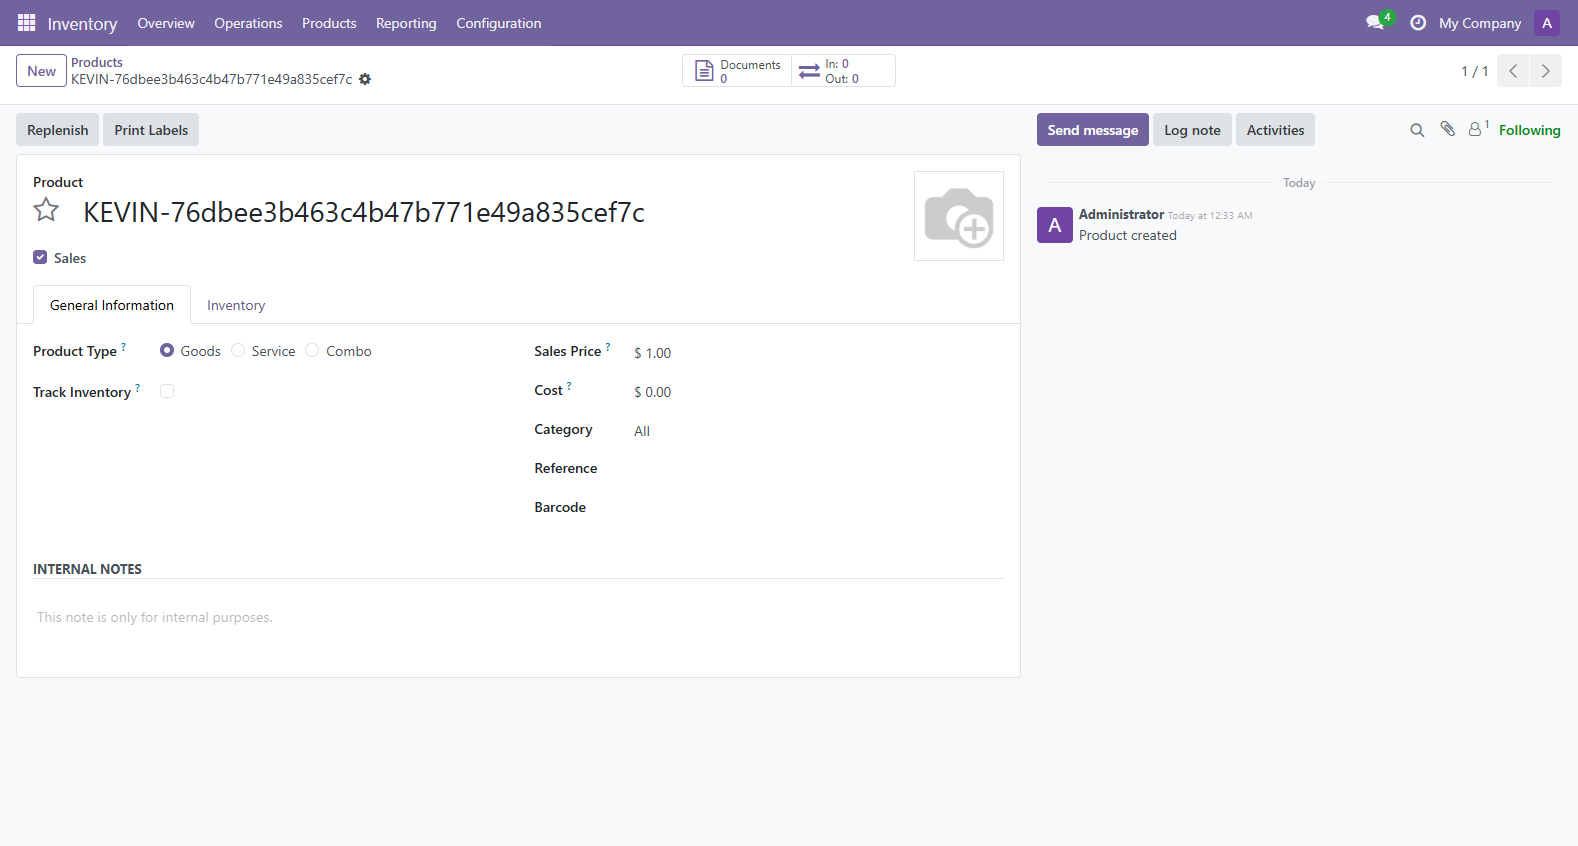 Inventory Overview Operations Products Reporting Configuration 4 My Company A
New Products
KEVIN-76dbee3b463c4b47b771e49a835cef7c
Documents
0
In: 0
Out: 0
1 / 1
Replenish Print Labels
Send message Log note Activities 1 Following
Product
KEVIN-76dbee3b463c4b47b771e49a835cef7c
Sales
General Information Inventory
Product Type ? Goods Service Combo
Track Inventory ?
Sales Price ? $ 1.00
Cost ? $ 0.00
Category All
Reference
Barcode
INTERNAL NOTES
This note is only for internal purposes.
Today
A Administrator Today at 12:33 AM
Product created